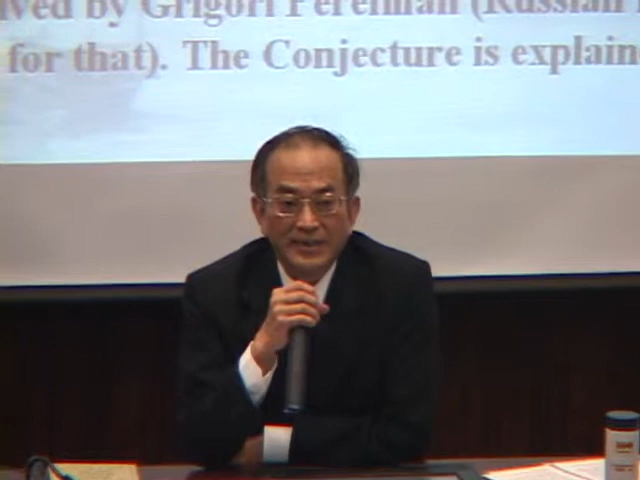 ved by Grigori Perelman (Russian
for that). The Conjecture is explain